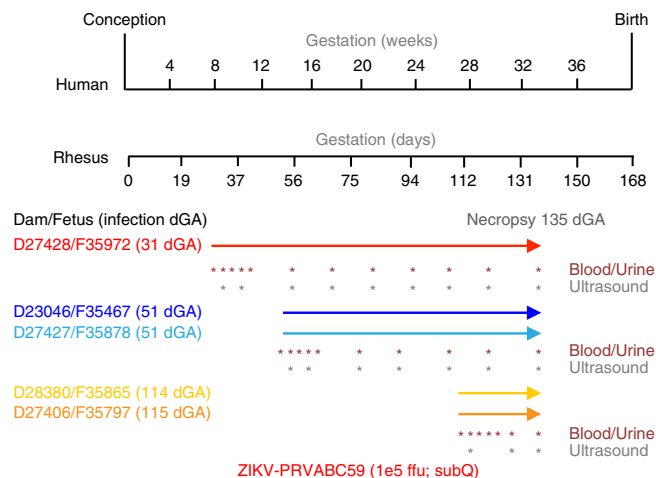 Conception Birth
Gestation (weeks)
4 8 11 14 16 20 24 28 32 36
Human
Gestation (days)
Rhesus
0 19 37 56 75 94 112 131 150 168
Dam/Fetus (infection dGA) Necropsy 135 dGA
D27428/F35972 (31 dGA)
* * * * * * * * * * * * Blood/Urine
* * * * * * * * * Ultrasound
D23046/F35467 (51 dGA)
D27427/F35878 (51 dGA)
* * * * * * * * * * Blood/Urine
* * * * * * * Ultrasound
D28380/F35865 (114 dGA)
D27406/F35797 (115 dGA)
* * * * * * * Blood/Urine
* * * Ultrasound
ZIKV-PRVABC59 (1e5 ffu; subQ)